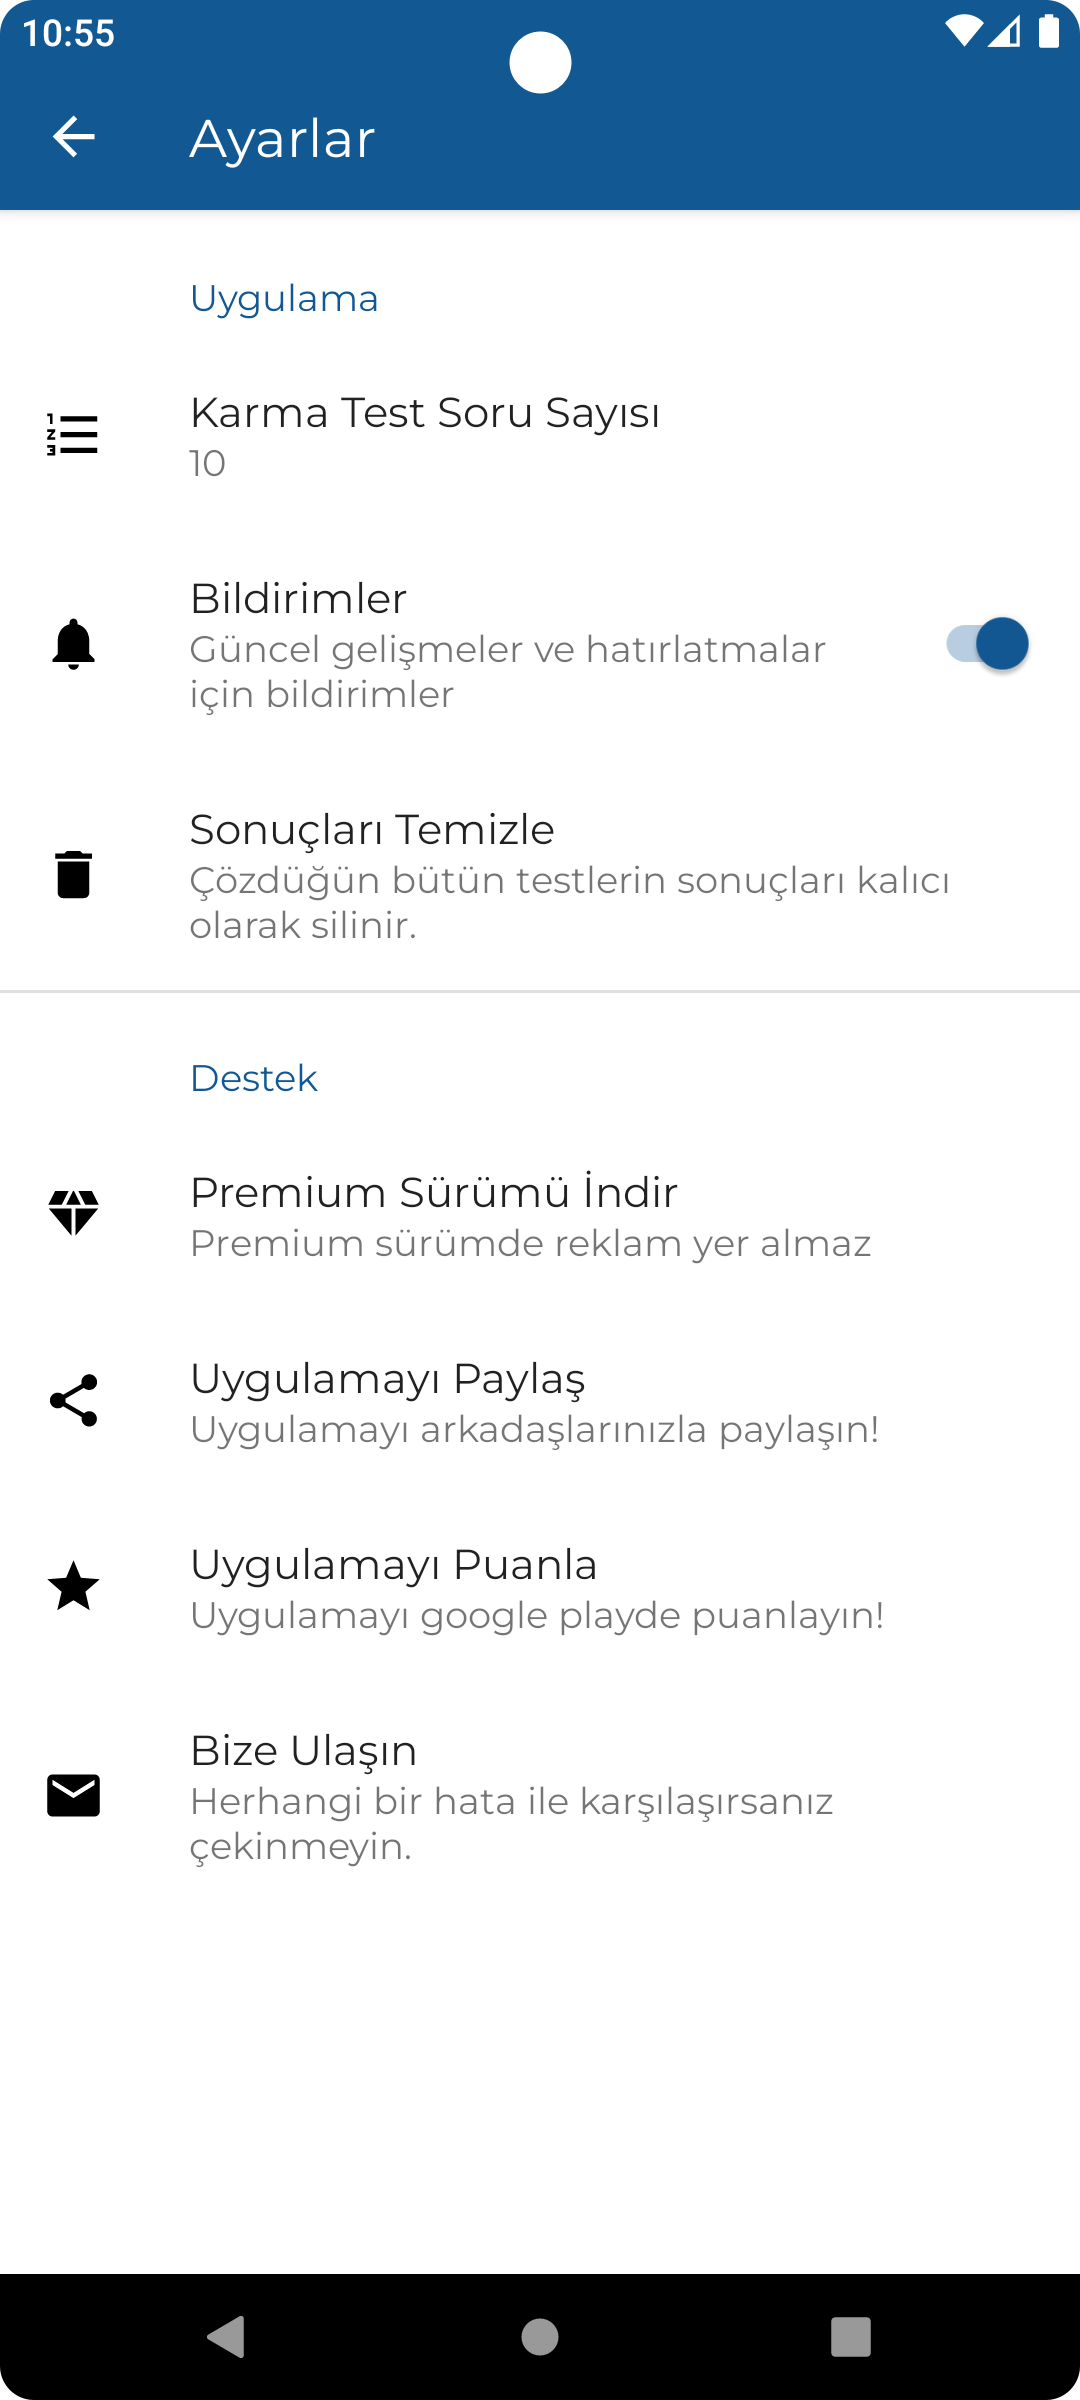 10:55
Ayarlar
Uygulama
Karma Test Soru Sayısı
10
Bildirimler
Güncel gelişmeler ve hatırlatmalar
için bildirimler
Sonuçları Temizle
Çözdüğün bütün testlerin sonuçları kalıcı
olarak silinir.
Destek
Premium Sürümü İndir
Premium sürümde reklam yer almaz
Uygulamayı Paylaş
Uygulamayı arkadaşlarınızla paylaşın!
Uygulamayı Puanla
Uygulamayı google playde puanlayın!
Bize Ulaşın
Herhangi bir hata ile karşılaşırsanız
çekinmeyin.